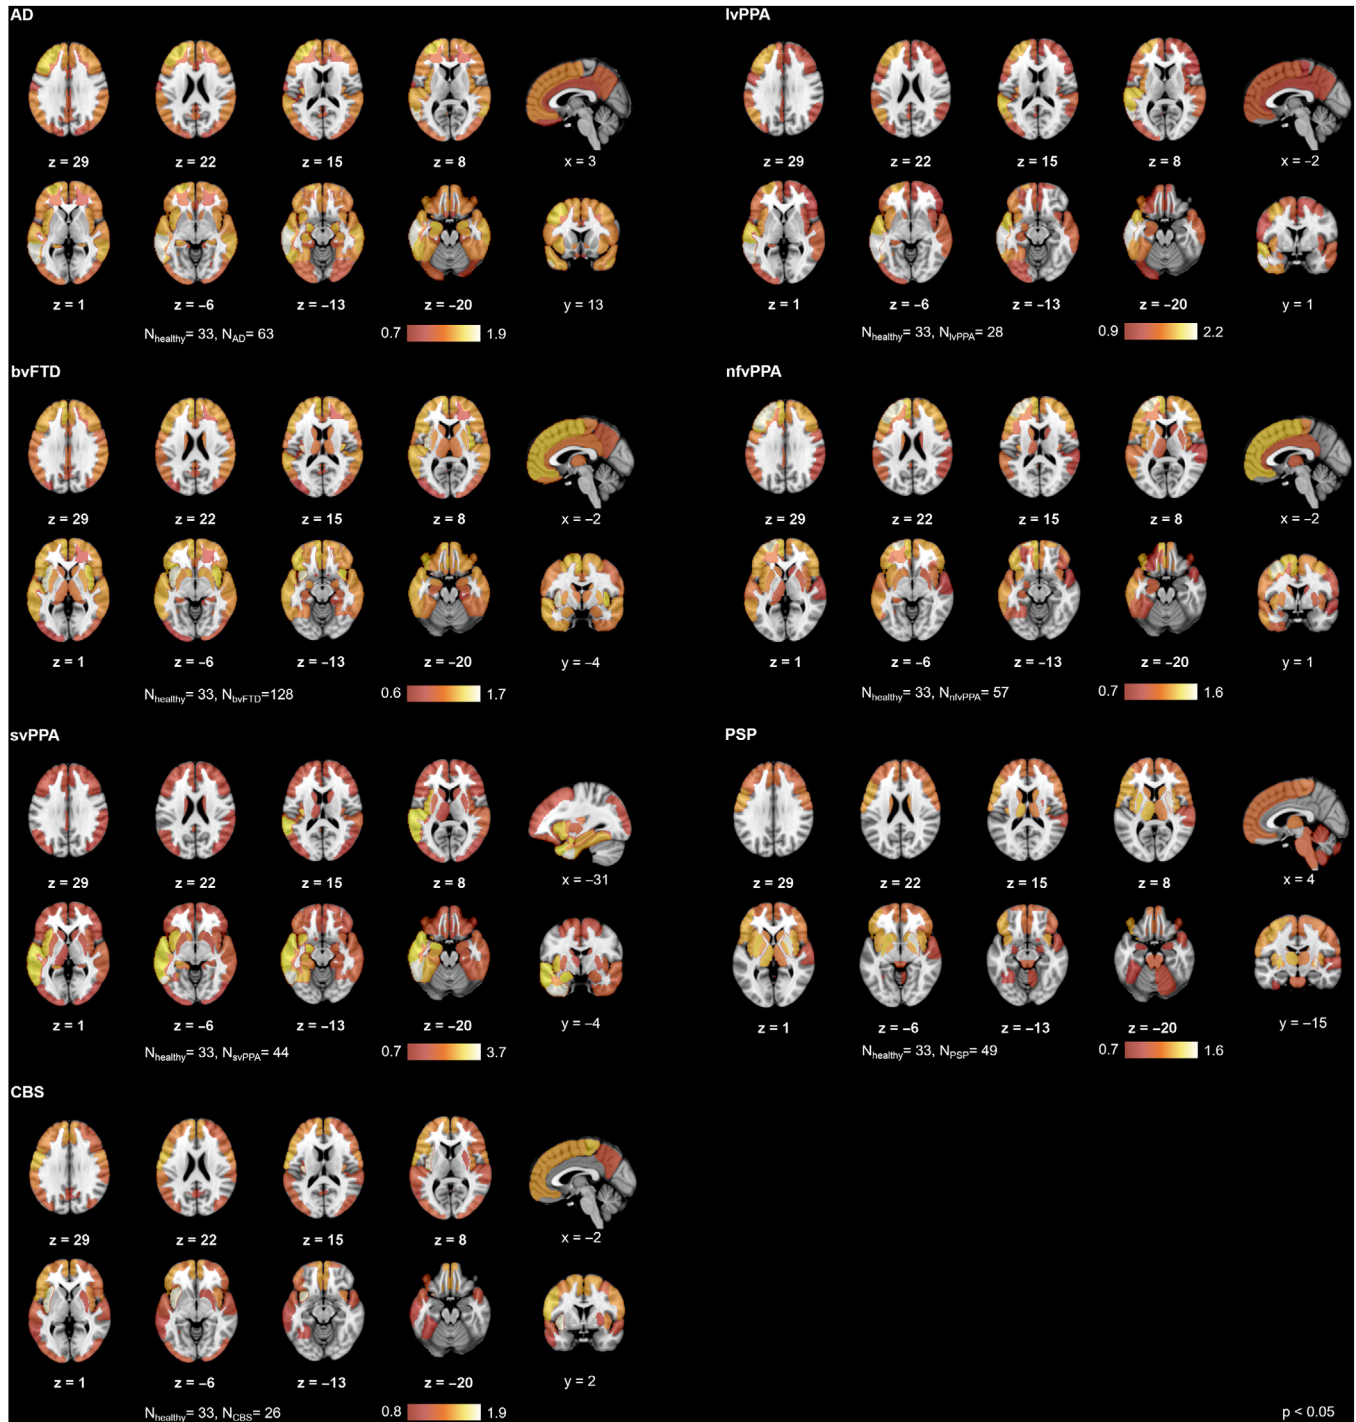 AD
z = 29 z = 22 z = 15 z = 8 x = 3
z = 1 z = −6 z = −13 z = −20 y = 13
Nhealthy= 33, NAD= 63 0.7 1.9
lvPPA
z = 29 z = 22 z = 15 z = 8 x = −2
z = 1 z = −6 z = −13 z = −20 y = 1
Nhealthy= 33, NlvPPA= 28 0.9 2.2
bvFTD
z = 29 z = 22 z = 15 z = 8 x = −2
z = 1 z = −6 z = −13 z = −20 y = −4
Nhealthy= 33, NbvFTD=128 0.6 1.7
nfvPPA
z = 29 z = 22 z = 15 z = 8 x = −2
z = 1 z = −6 z = −13 z = −20 y = 1
Nhealthy= 33, NnfvPPA= 57 0.7 1.6
svPPA
z = 29 z = 22 z = 15 z = 8 x = −31
z = 1 z = −6 z = −13 z = −20 y = −4
Nhealthy= 33, NsvPPA= 44 0.7 3.7
PSP
z = 29 z = 22 z = 15 z = 8 x = 4
z = 1 z = −6 z = −13 z = −20 y = −15
Nhealthy= 33, NPSP= 49 0.7 1.6
CBS
z = 29 z = 22 z = 15 z = 8 x = −2
z = 1 z = −6 z = −13 z = −20 y = 2
Nhealthy= 33, NCBS= 26 0.8 1.9
p < 0.05